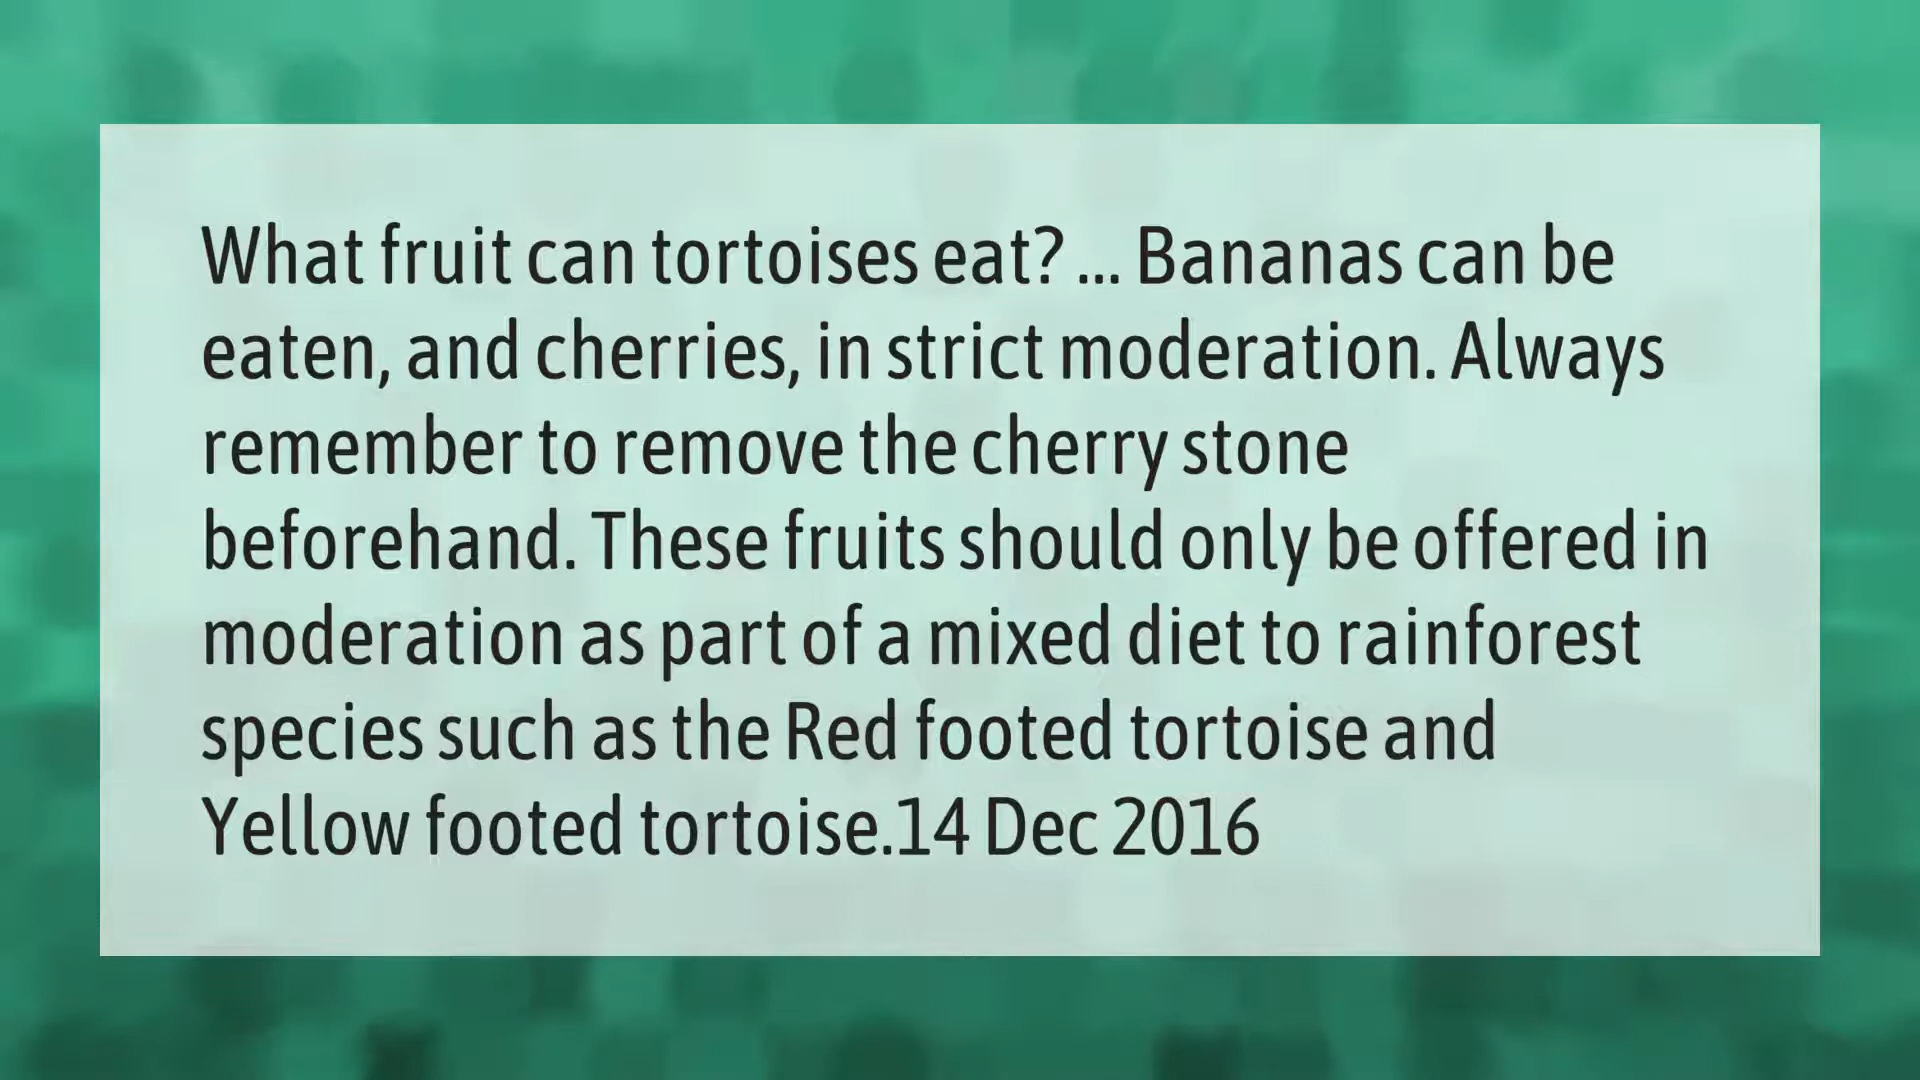 What fruit can tortoises eat? ... Bananas can be
eaten, and cherries, in strict moderation. Always
remember to remove the cherry stone
beforehand. These fruits should only be offered in
moderation as part of a mixed diet to rainforest
species such as the Red footed tortoise and
Yellow footed tortoise.14 Dec 2016